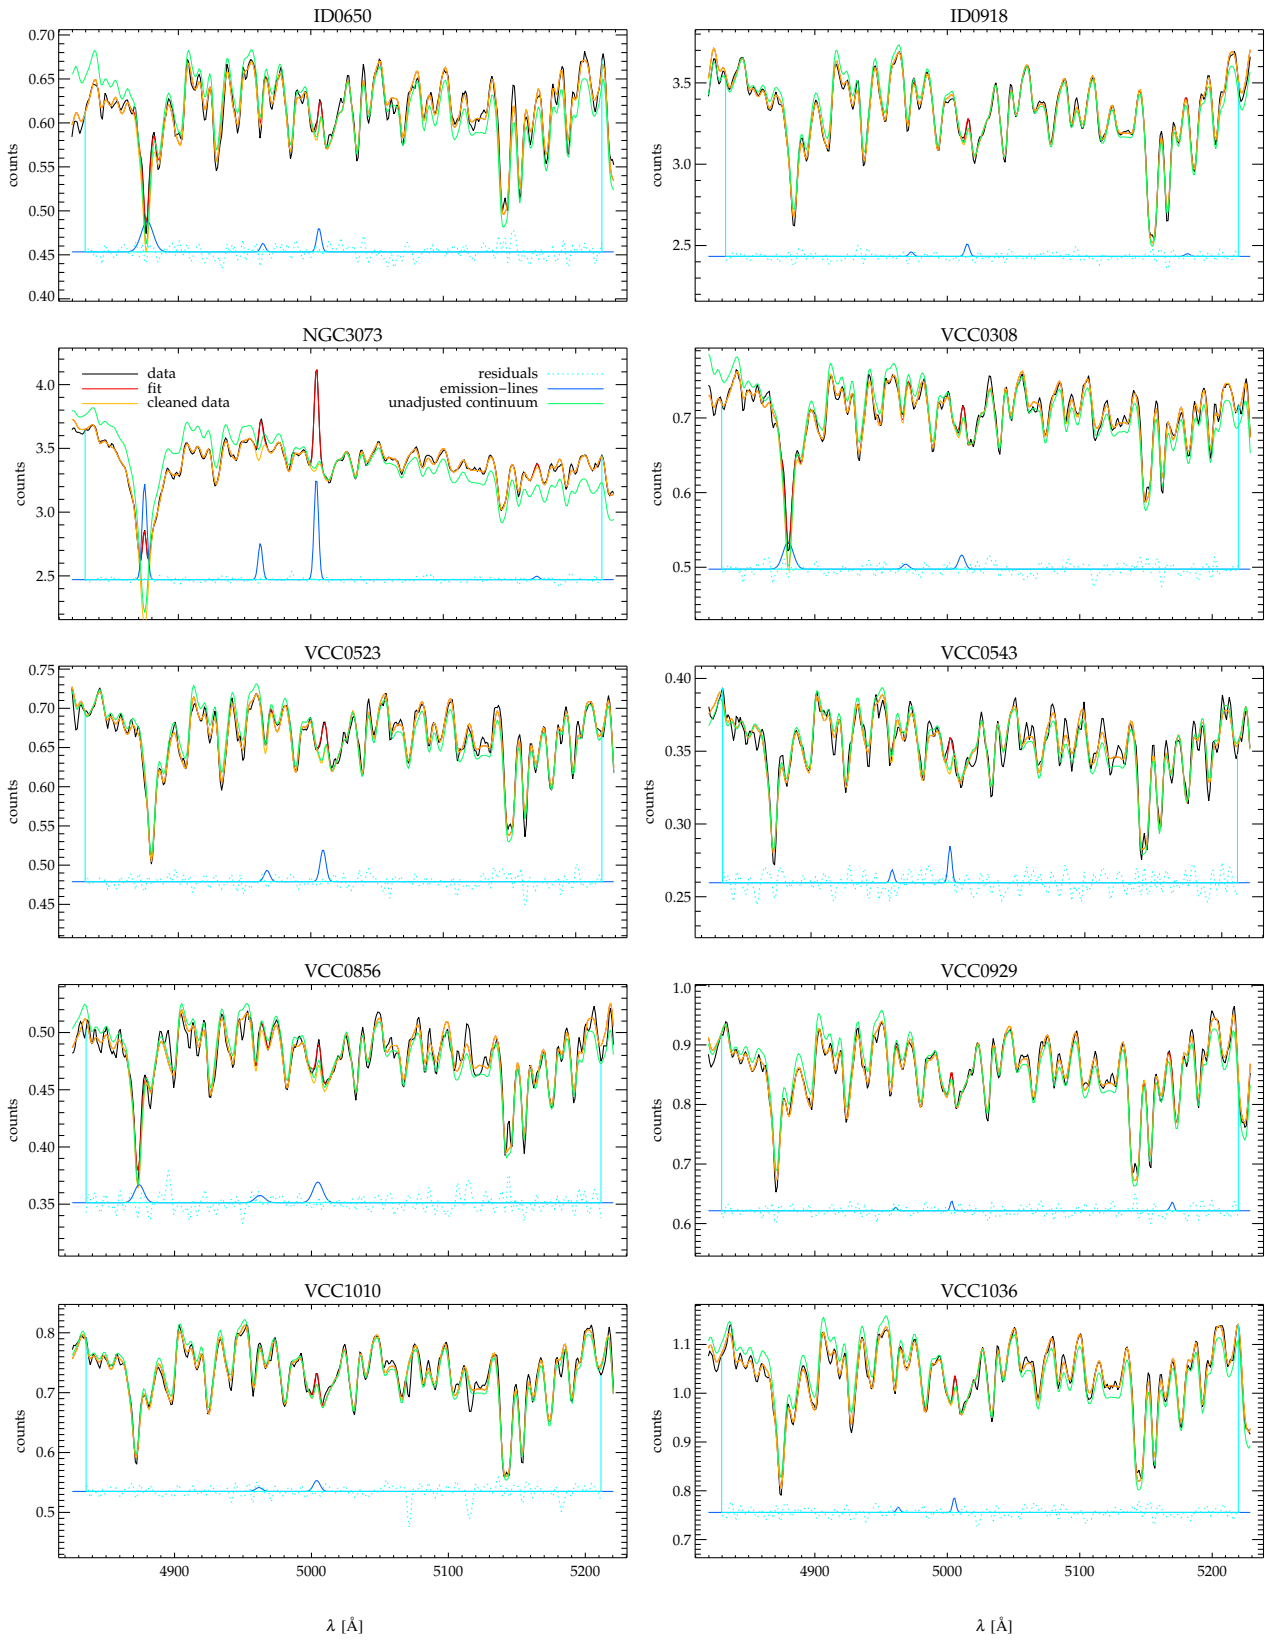 ID0650
ID0918
0.70
0.65
0.60
0.55
0.50
0.45
0.40
counts
3.5
3.0
2.5
counts
NGC3073
VCC0308
data
fit
cleaned data
residuals
emission-lines
unadjusted continuum
4.0
3.5
3.0
2.5
counts
0.7
0.6
0.5
counts
VCC0523
VCC0543
0.75
0.70
0.65
0.60
0.55
0.50
0.45
counts
0.40
0.35
0.30
0.25
counts
VCC0856
VCC0929
0.50
0.45
0.40
0.35
counts
1.0
0.9
0.8
0.7
0.6
counts
VCC1010
VCC1036
0.8
0.7
0.6
0.5
counts
1.1
1.0
0.9
0.8
0.7
counts
4900
5000
5100
5200
4900
5000
5100
5200
λ [Å]
λ [Å]